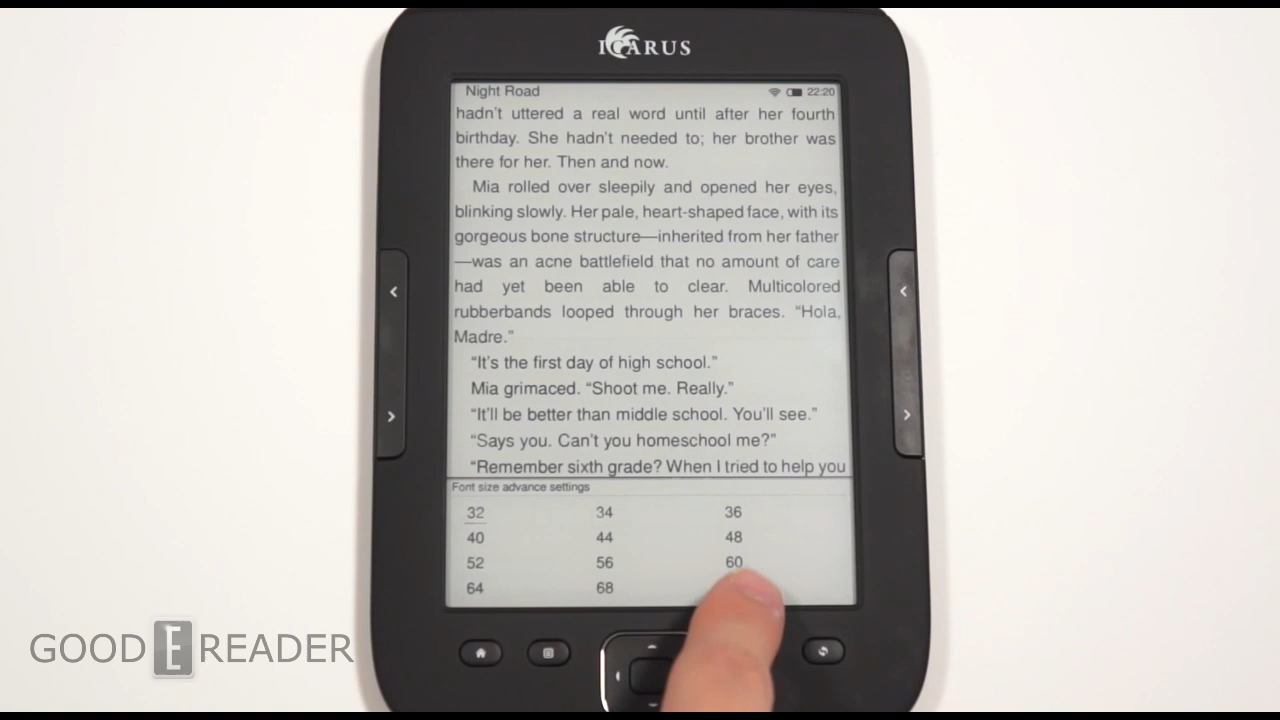 ICARUS
Night Road 22:20
hadn't uttered a real word until after her fourth
birthday. She hadn't needed to; her brother was
there for her. Then and now.
Mia rolled over sleepily and opened her eyes,
blinking slowly. Her pale, heart-shaped face, with its
gorgeous bone structure—inherited from her father
—was an acne battlefield that no amount of care
had yet been able to clear. Multicolored
rubberbands looped through her braces. “Hola,
Madre.”
“It’s the first day of high school.”
Mia grimaced. “Shoot me. Really.”
“It’ll be better than middle school. You’ll see.”
“Says you. Can’t you homeschool me?”
“Remember sixth grade? When I tried to help you
Font size advance settings
32 34 36
40 44 48
52 56 60
64 68
GOOD E READER